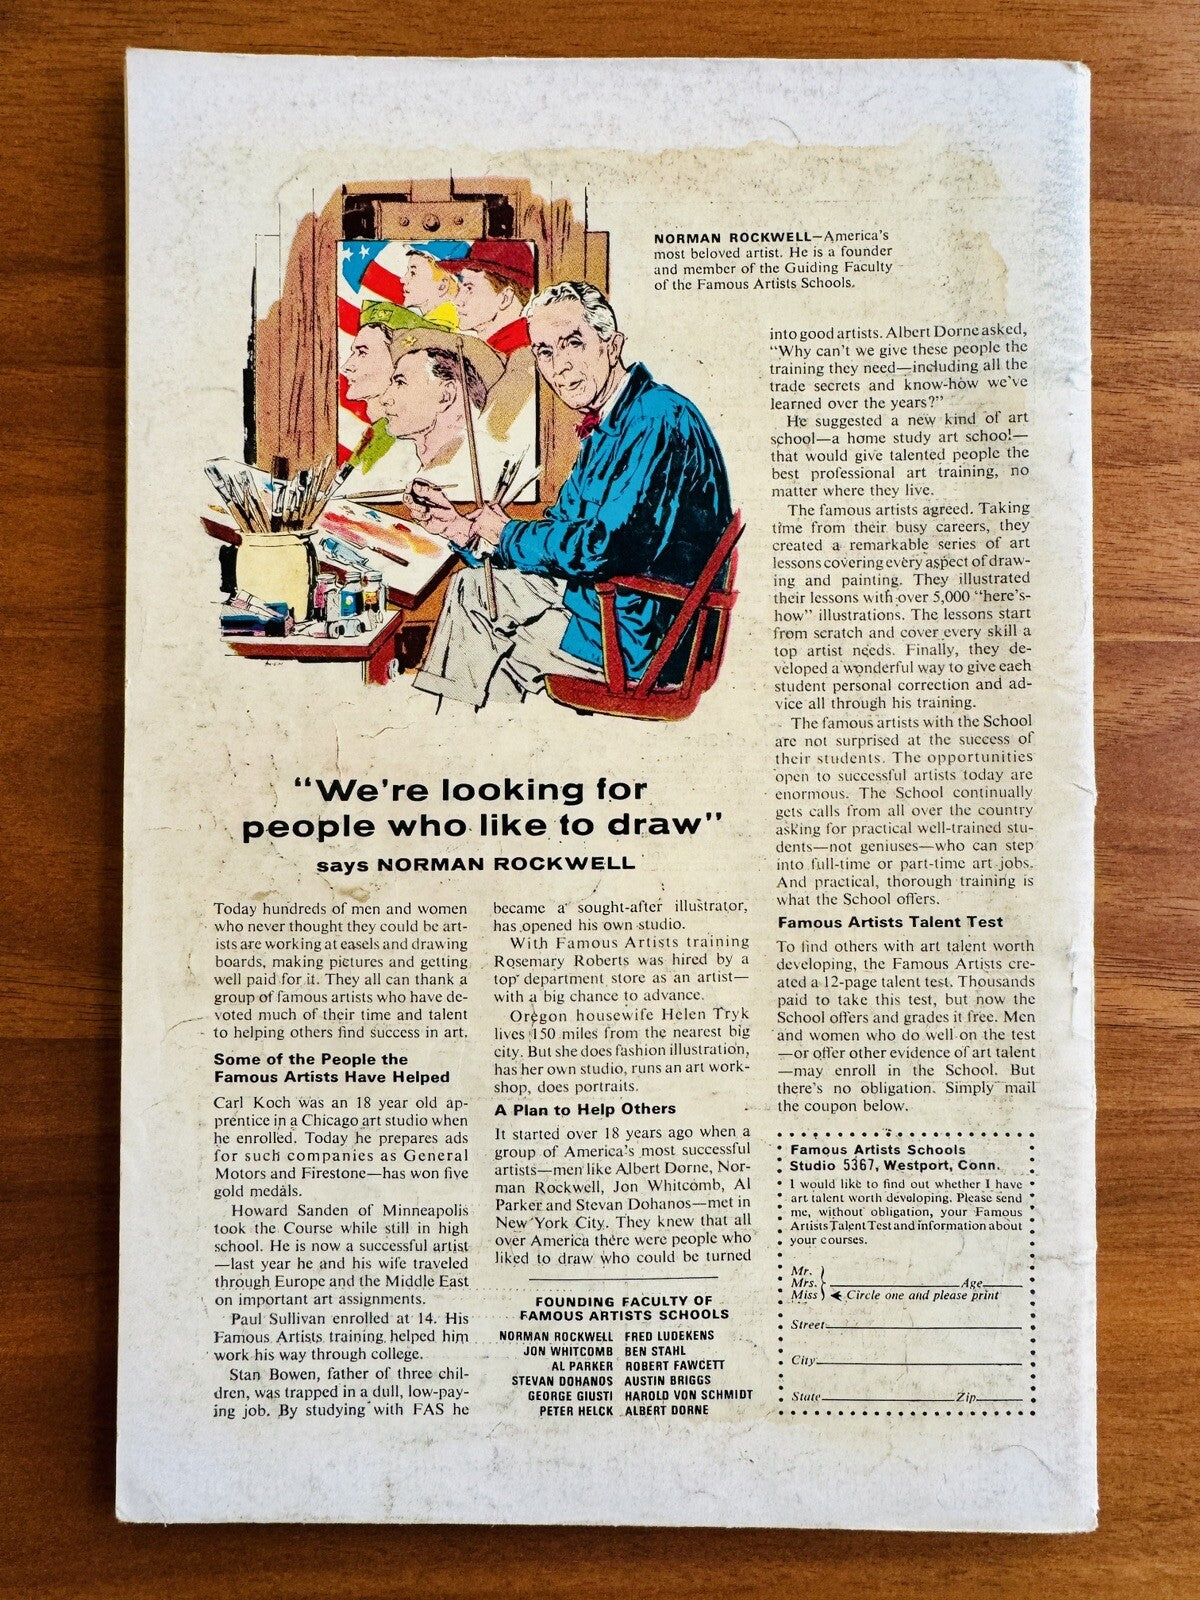 NORMAN ROCKWELL—America's
most beloved artist. He is a founder
and member of the Guiding Faculty
of the Famous Artists Schools.
"We're looking for
people who like to draw"
says NORMAN ROCKWELL
Today hundreds of men and women
who never thought they could be art-
ists are working at easels and drawing
boards, making pictures and getting
well paid for it. They all can thank a
group of famous artists who have de-
voted much of their time and talent
to helping others find success in art.
Some of the People the
Famous Artists Have Helped
Carl Koch was an 18 year old ap-
prentice in a Chicago art studio when
he enrolled. Today he prepares ads
for such companies as General
Motors and Firestone—has won five
gold medals.
Howard Sanden of Minneapolis
took the Course while still in high
school. He is now a successful artist
—last year he and his wife traveled
through Europe and the Middle East
on important art assignments.
Paul Sullivan enrolled at 14. His
Famous Artists training helped him
work his way through college.
Stan Bowen, father of three chil-
dren, was trapped in a dull, low-pay-
ing job. By studying with FAS he
became a sought-after illustrator,
has opened his own studio.
With Famous Artists training
Rosemary Roberts was hired by a
top department store as an artist—
with a big chance to advance.
Oregon housewife Helen Tryk
lives 150 miles from the nearest big
city. But she does fashion illustration,
has her own studio, runs an art work-
shop, does portraits.
A Plan to Help Others
It started over 18 years ago when a
group of America's most successful
artists—men like Albert Dorne, Nor-
man Rockwell, Jon Whitcomb, Al
Parker and Stevan Dohanos—met in
New York City. They knew that all
over America there were people who
liked to draw who could be turned
into good artists. Albert Dorne asked,
"Why can't we give these people the
training they need—including all the
trade secrets and know-how we've
learned over the years?"
He suggested a new kind of art
school—a home study art school—
that would give talented people the
best professional art training, no
matter where they live.
The famous artists agreed. Taking
time from their busy careers, they
created a remarkable series of art
lessons covering every aspect of draw-
ing and painting. They illustrated
their lessons with over 5,000 "here's-
how" illustrations. The lessons start
from scratch and cover every skill a
top artist needs. Finally, they de-
veloped a wonderful way to give each
student personal correction and ad-
vice all through his training.
The famous artists with the School
are not surprised at the success of
their students. The opportunities
open to successful artists today are
enormous. The School continually
gets calls from all over the country
asking for practical well-trained stu-
dents—not geniuses—who can step
into full-time or part-time art jobs.
And practical, thorough training is
what the School offers.
Famous Artists Talent Test
To find others with art talent worth
developing, the Famous Artists cre-
ated a 12-page talent test. Thousands
paid to take this test, but now the
School offers and grades it free. Men
and women who do well on the test
—or offer other evidence of art talent
—may enroll in the School. But
there's no obligation. Simply mail
the coupon below.
FOUNDING FACULTY OF
FAMOUS ARTISTS SCHOOLS
NORMAN ROCKWELL FRED LUDEKENS
JON WHITCOMB BEN STAHL
AL PARKER ROBERT FAWCETT
STEVAN DOHANOS AUSTIN BRIGGS
GEORGE GIUSTI HAROLD VON SCHMIDT
PETER HELCK ALBERT DORNE
Famous Artists Schools
Studio 5367, Westport, Conn.
I would like to find out whether I have
art talent worth developing. Please send
me, without obligation, your Famous
Artists Talent Test and information about
your courses.
Mr.
Mrs. Age
Miss Circle one and please print
Street
City
State Zip